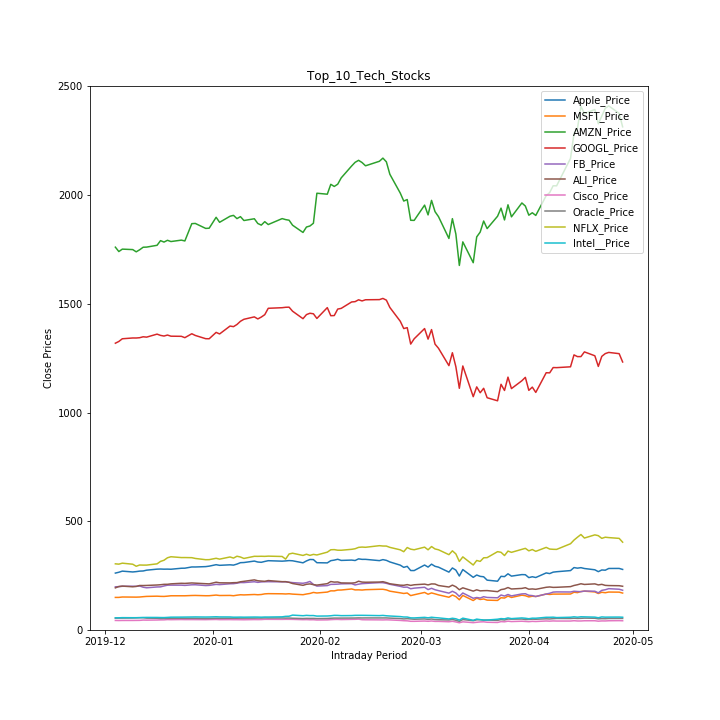 Top_10_Tech_Stocks
2500
2000
1500
1000
500
0
Close Prices
2019-12
2020-01
2020-02
2020-03
2020-04
2020-05
Intraday Period
Apple_Price
MSFT_Price
AMZN_Price
GOOGL_Price
FB_Price
ALI_Price
Cisco_Price
Oracle_Price
NFLX_Price
Intel__Price